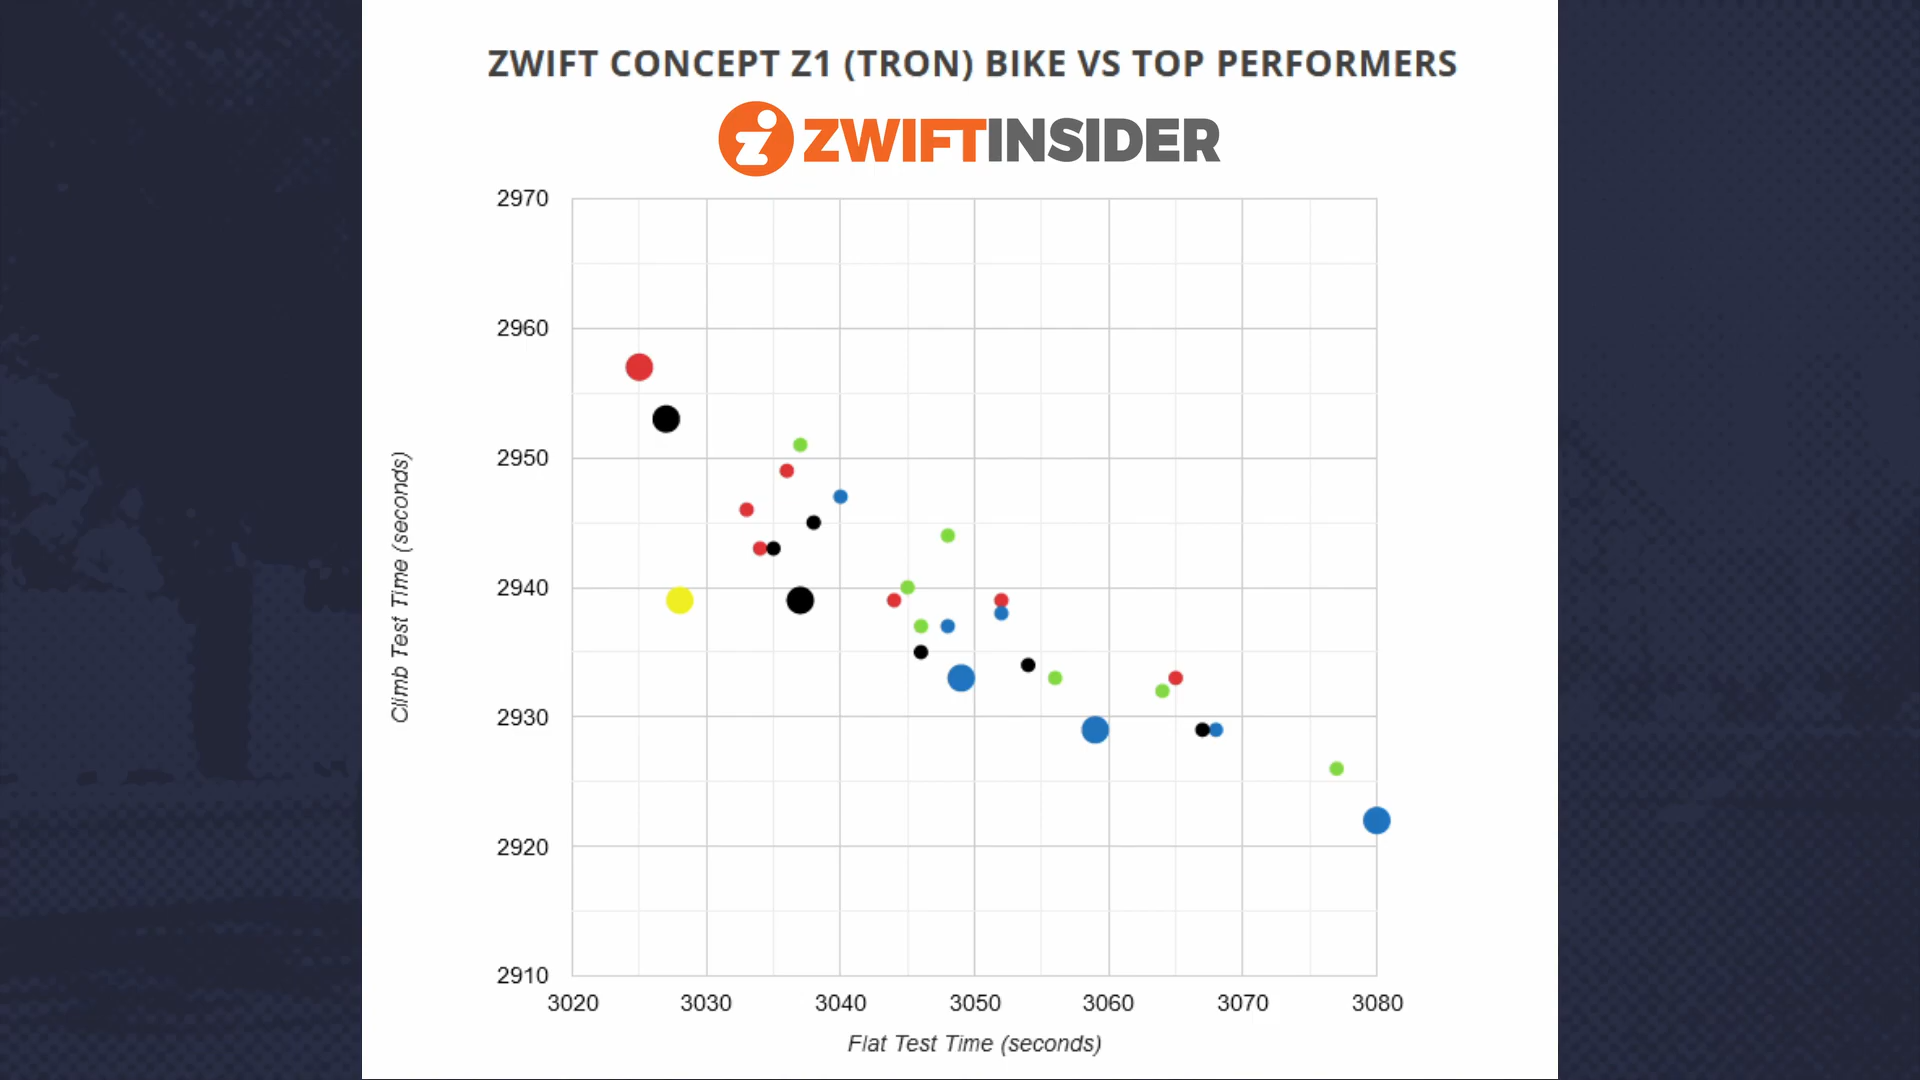 ZWIFT CONCEPT Z1 (TRON) BIKE VS TOP PERFORMERS
ZWIFTINSIDER
2970
2960
2950
2940
2930
2920
2910
Climb Test Time (seconds)
3020 3030 3040 3050 3060 3070 3080
Flat Test Time (seconds)